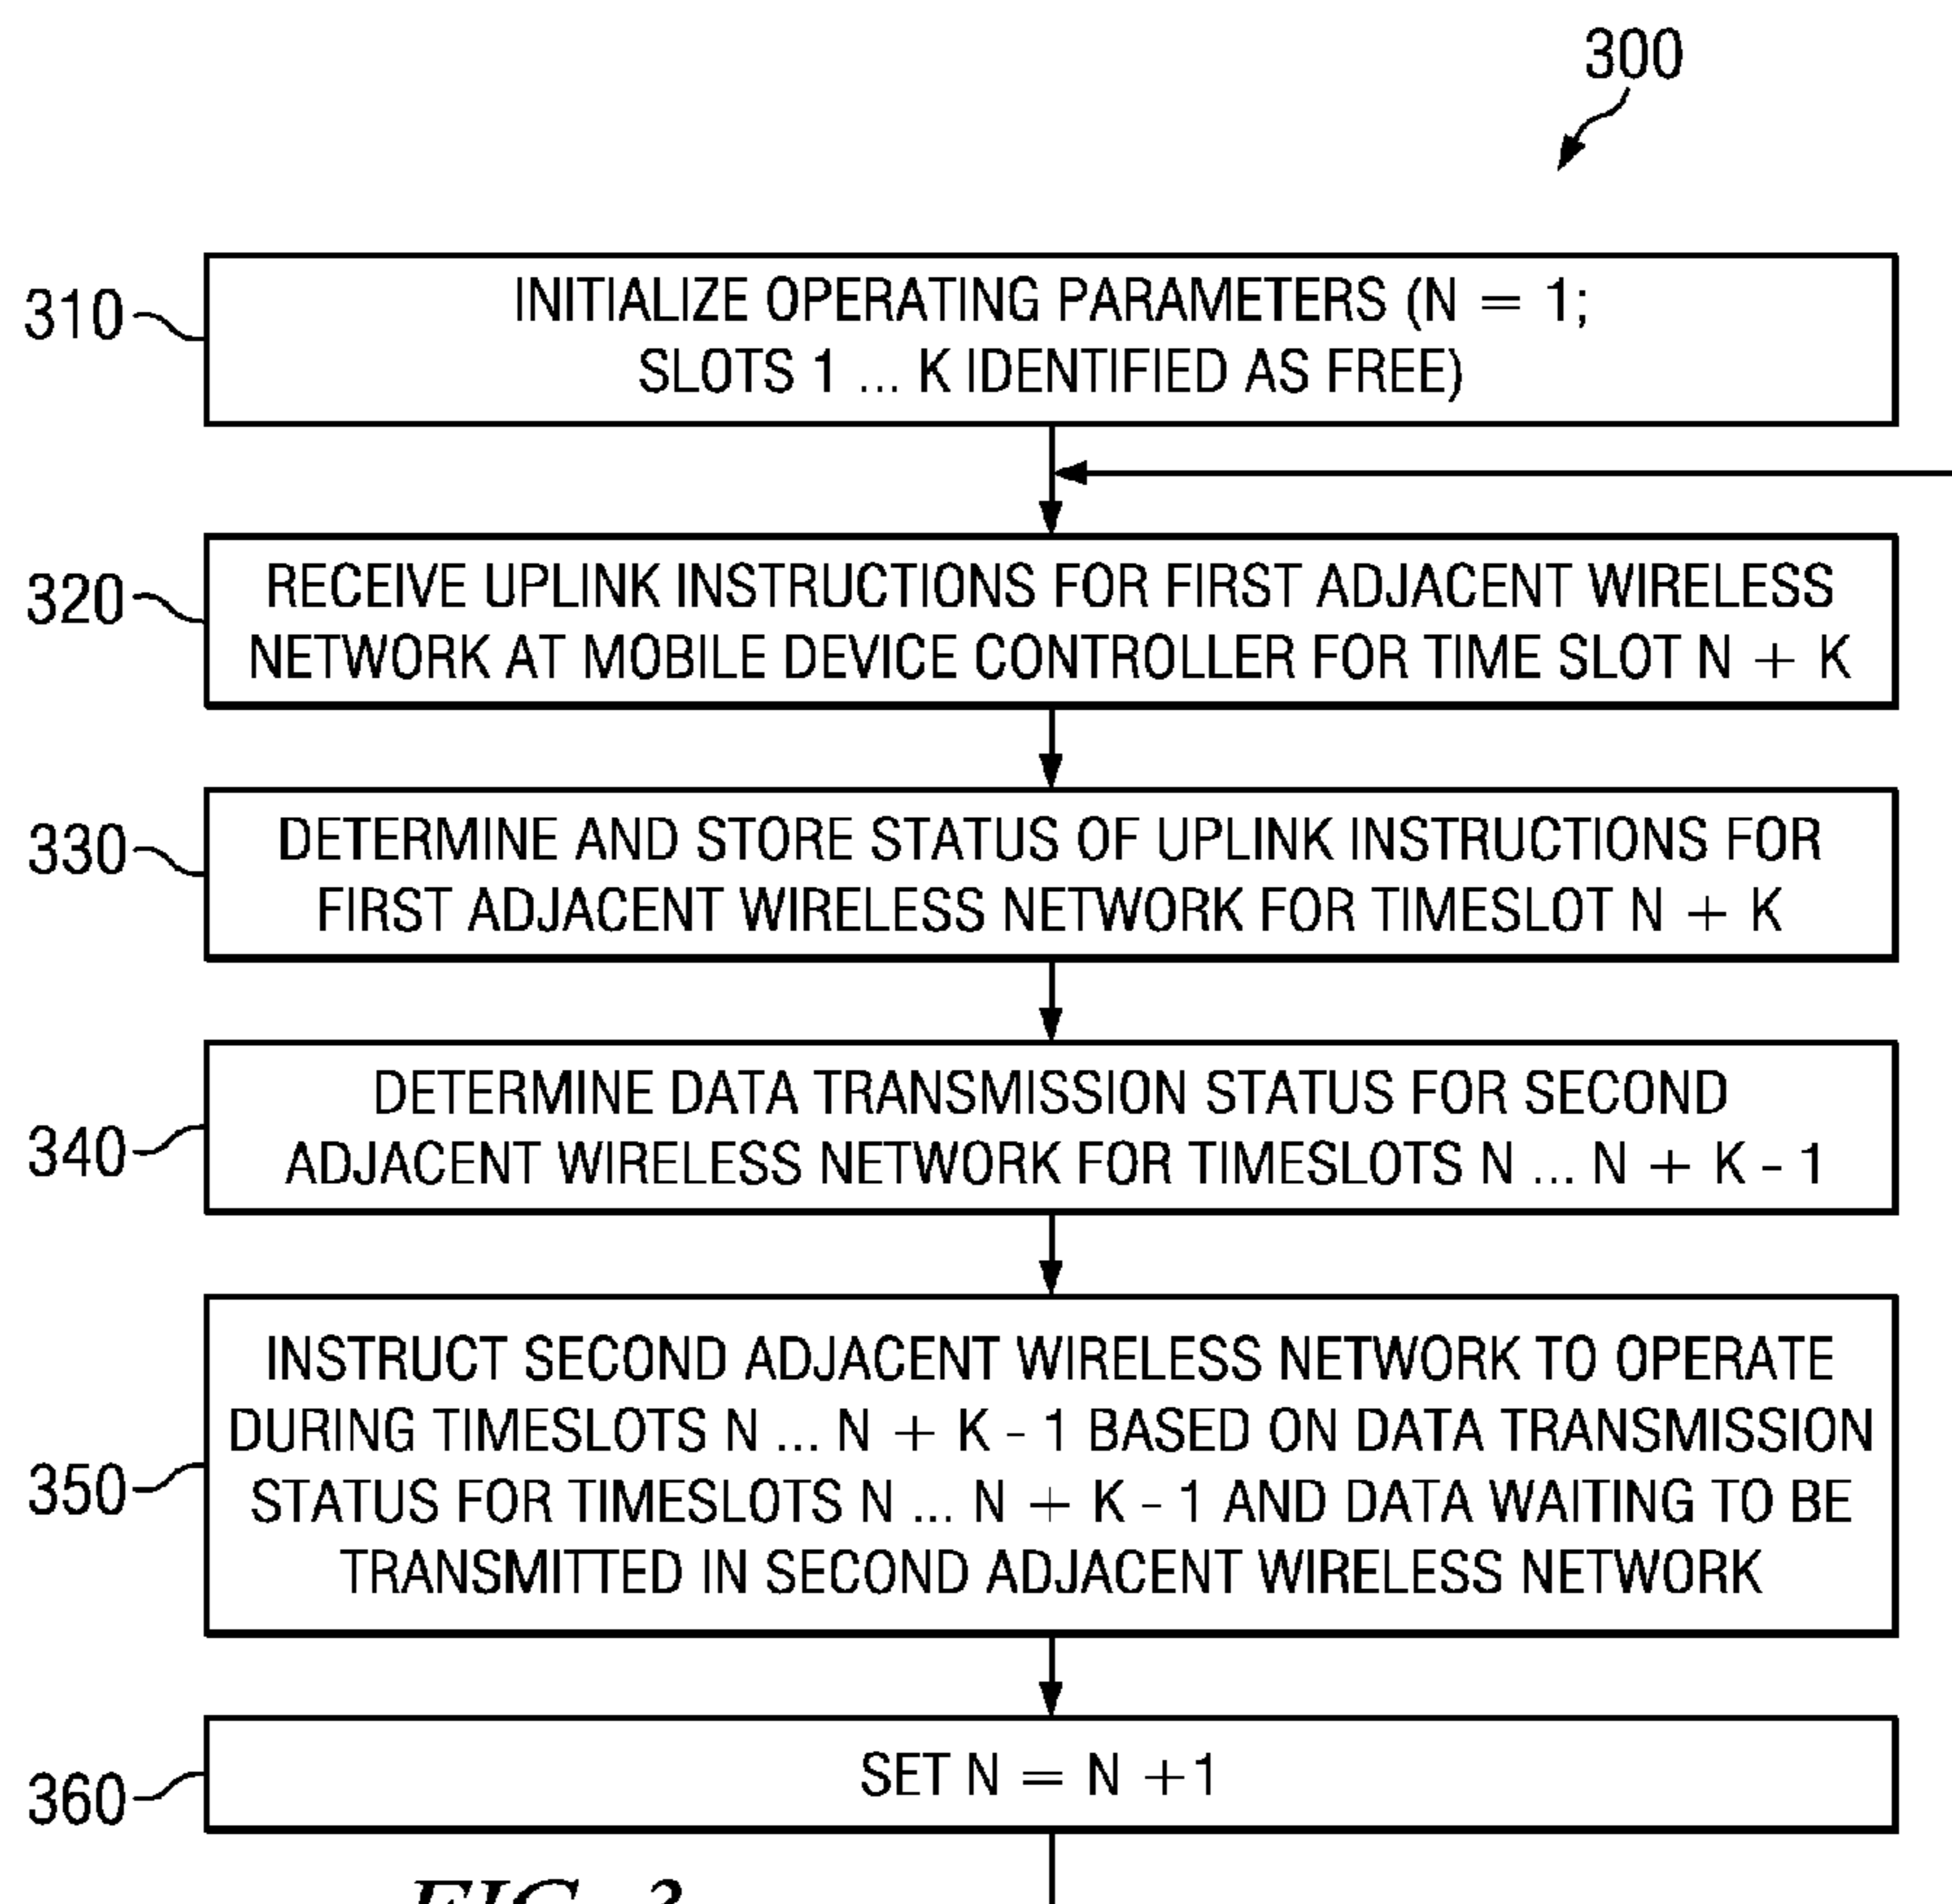 300
310
INITIALIZE OPERATING PARAMETERS (N = 1;
SLOTS 1 ... K IDENTIFIED AS FREE)
320
RECEIVE UPLINK INSTRUCTIONS FOR FIRST ADJACENT WIRELESS
NETWORK AT MOBILE DEVICE CONTROLLER FOR TIME SLOT N + K
330
DETERMINE AND STORE STATUS OF UPLINK INSTRUCTIONS FOR
FIRST ADJACENT WIRELESS NETWORK FOR TIMESLOT N + K
340
DETERMINE DATA TRANSMISSION STATUS FOR SECOND
ADJACENT WIRELESS NETWORK FOR TIMESLOTS N ... N + K - 1
350
INSTRUCT SECOND ADJACENT WIRELESS NETWORK TO OPERATE
DURING TIMESLOTS N ... N + K - 1 BASED ON DATA TRANSMISSION
STATUS FOR TIMESLOTS N ... N + K - 1 AND DATA WAITING TO BE
TRANSMITTED IN SECOND ADJACENT WIRELESS NETWORK
360
SET N = N +1
FIG. 3